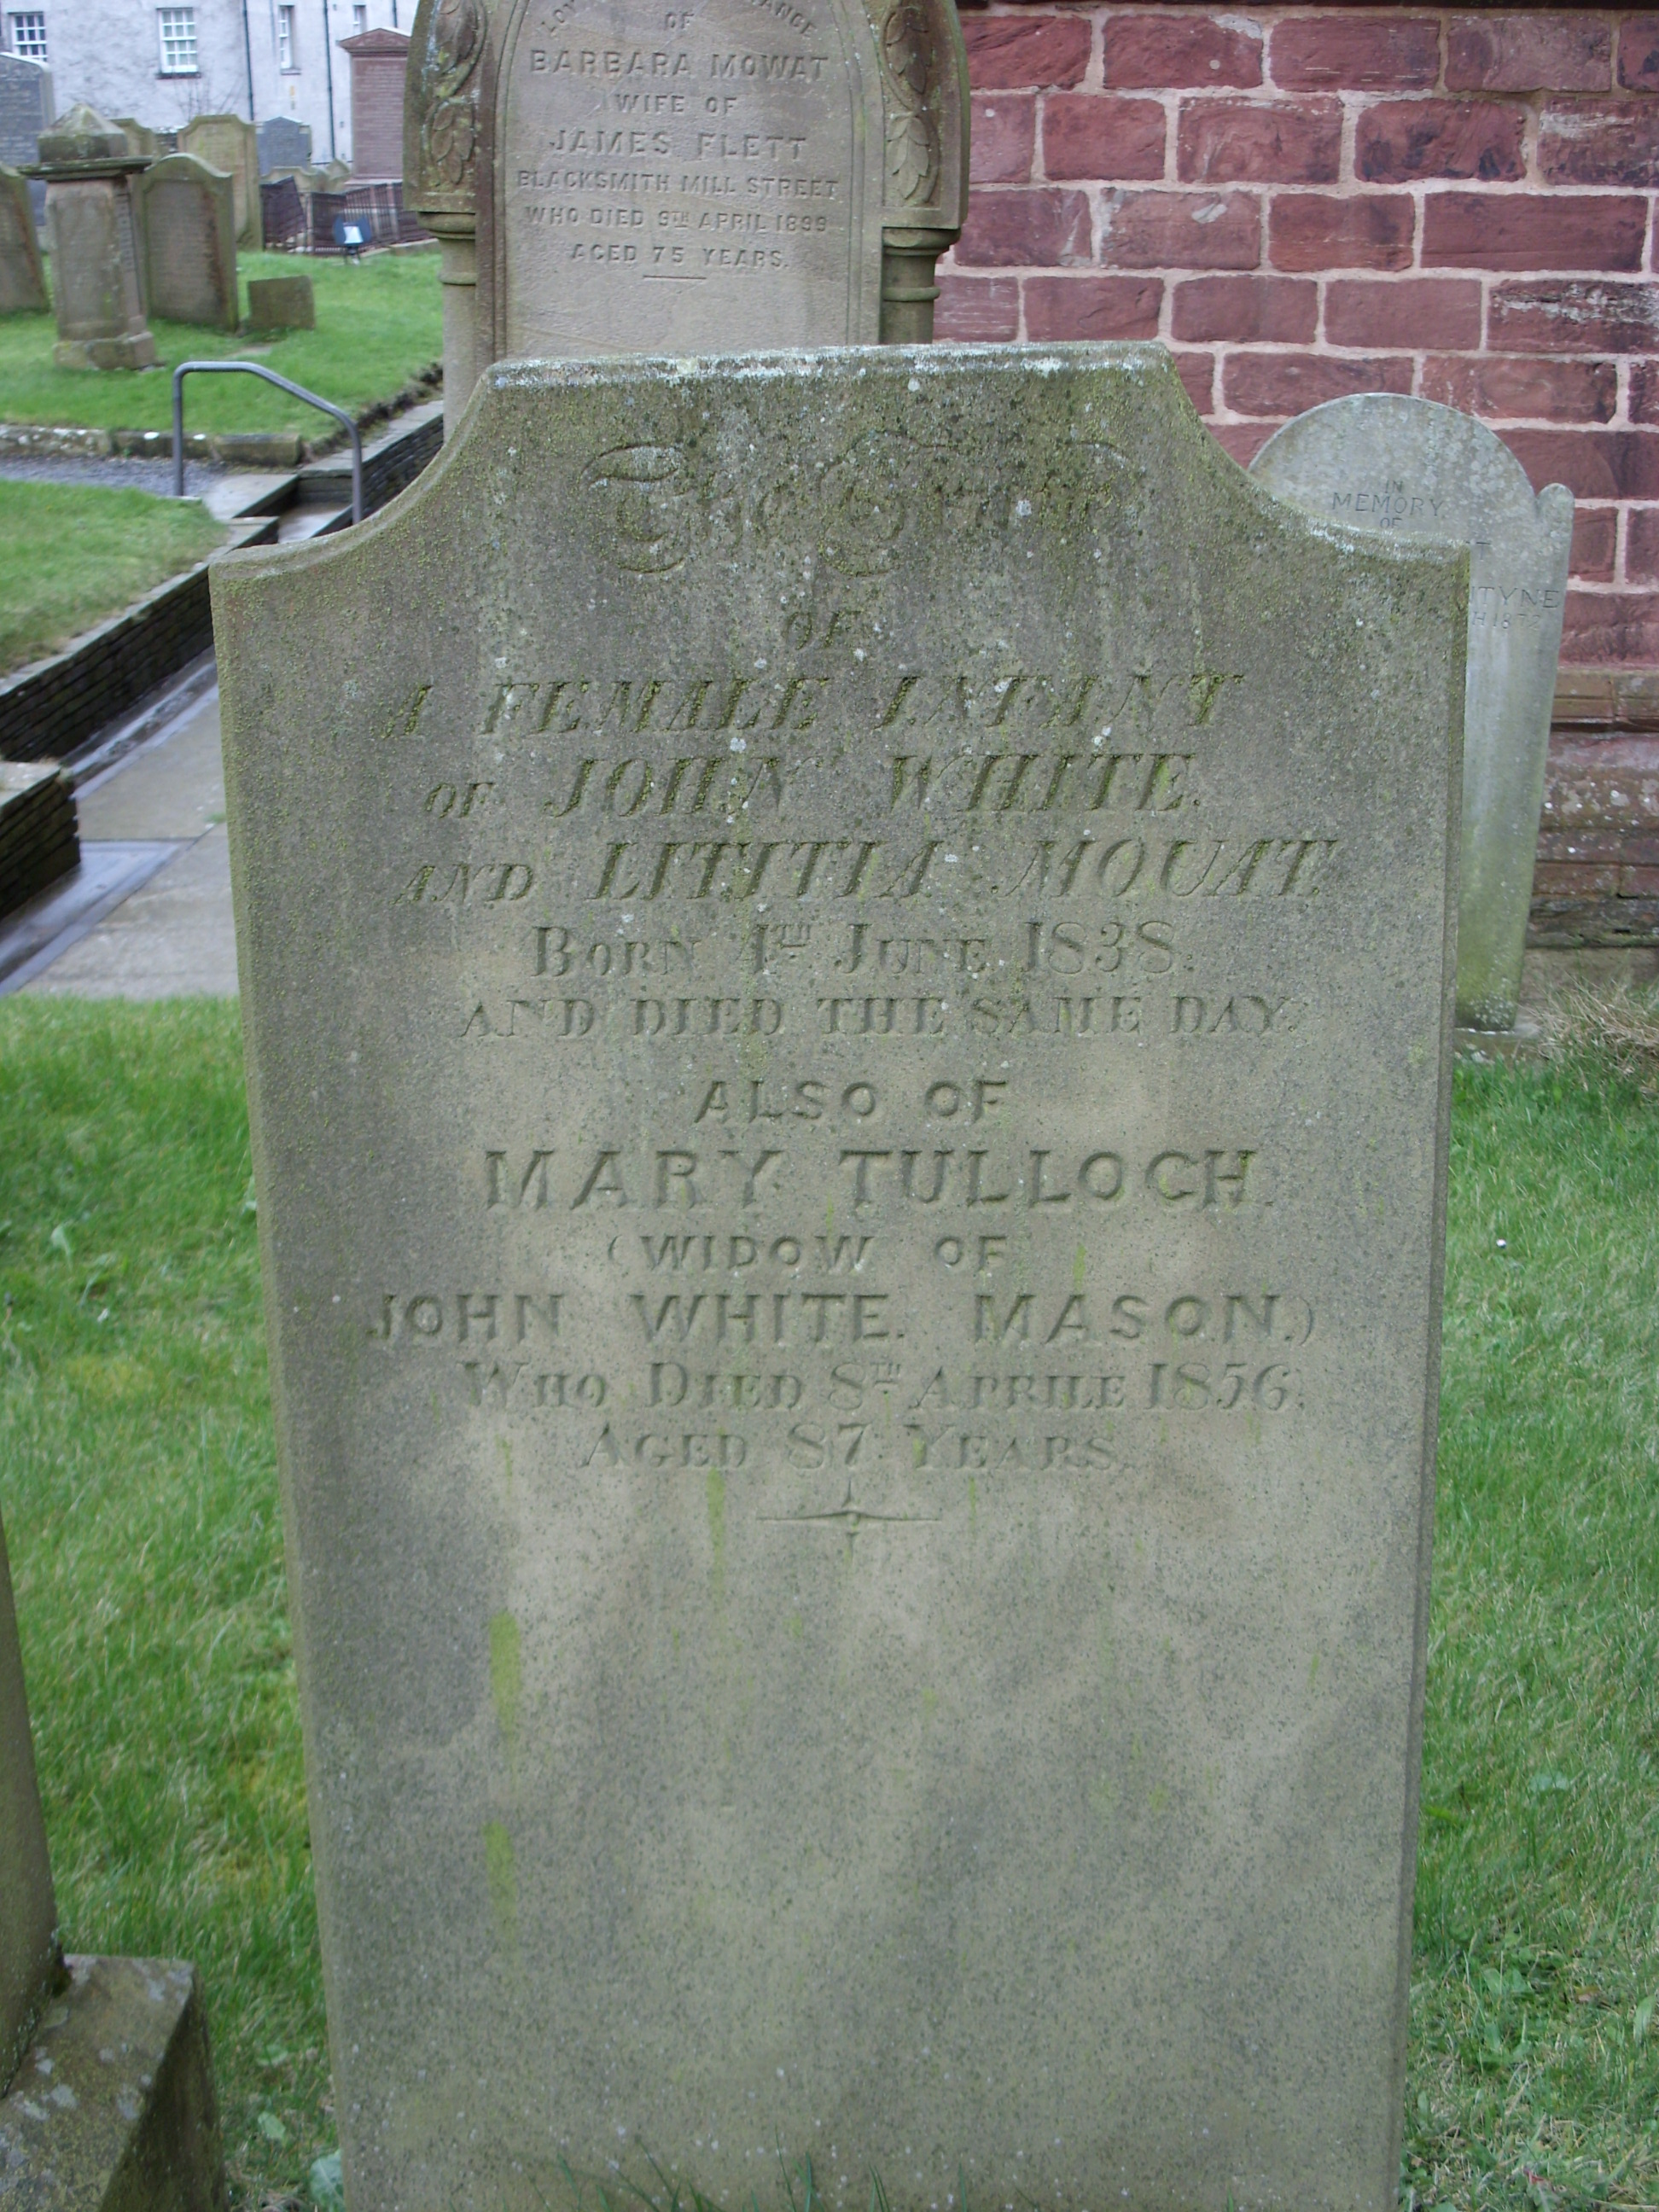 OF
BARBARA MOWAT
WIFE OF
JAMES FLETT
BLACKSMITH MILL STREET
WHO DIED 9TH APRIL 1899
AGED 75 YEARS.
IN
MEMORY
OF
The Grave
OF
A FEMALE INFANT
OF JOHN WHITE.
AND LITITIA MOUAT.
BORN 4TH JUNE 1838.
AND DIED THE SAME DAY.
ALSO OF
MARY TULLOCH.
(WIDOW OF
JOHN WHITE. MASON.)
WHO DIED 8TH APRILE 1856.
AGED 87 YEARS.